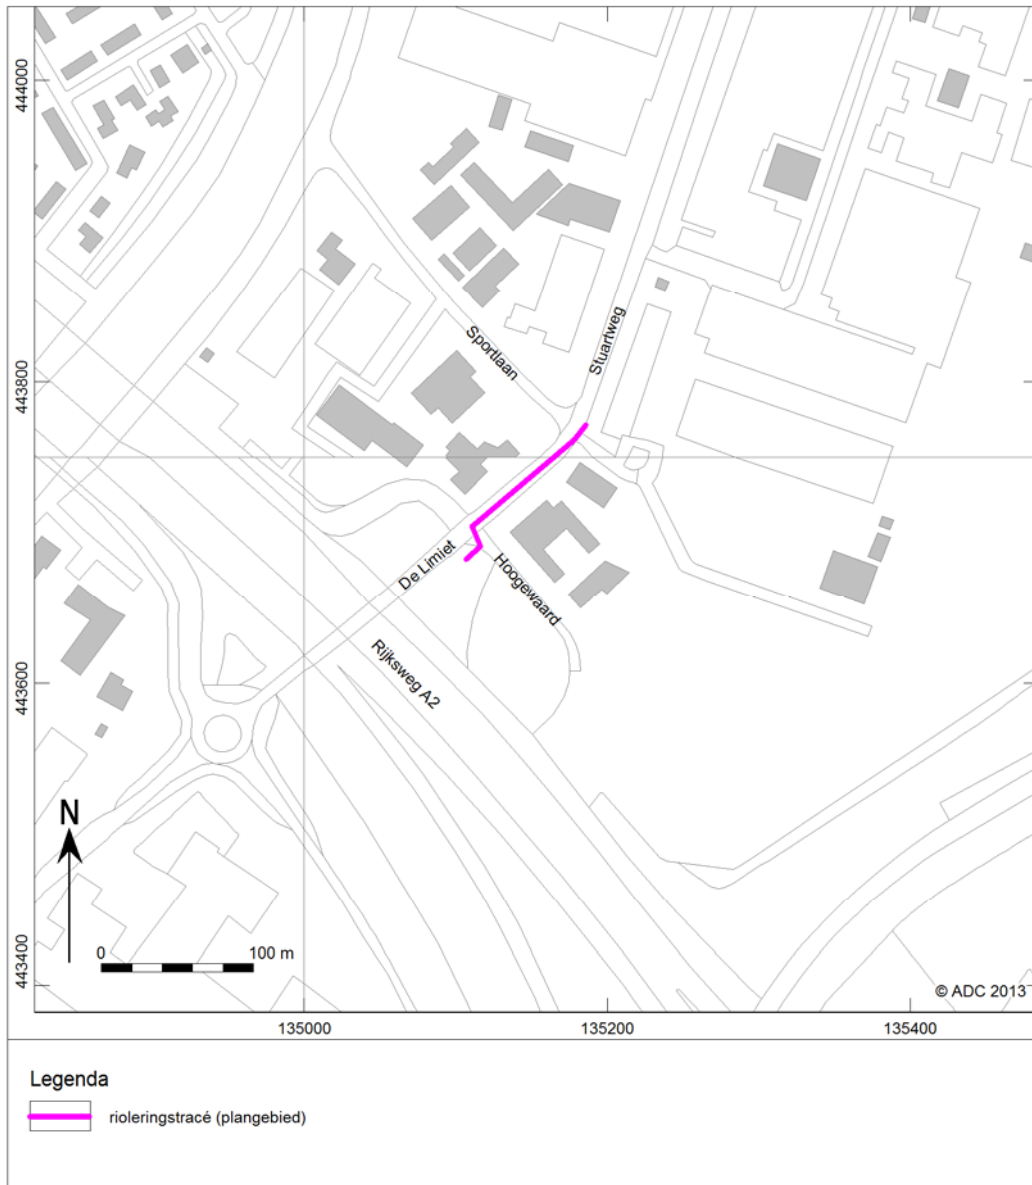 444000
443800
443600
443400
Sportlaan
Stuartweg
De Limiet
Hoogewaard
Rijksweg A2
N
0 100 m
© ADC 2013
135000 135200 135400
Legenda
rioleringstracé (plangebied)